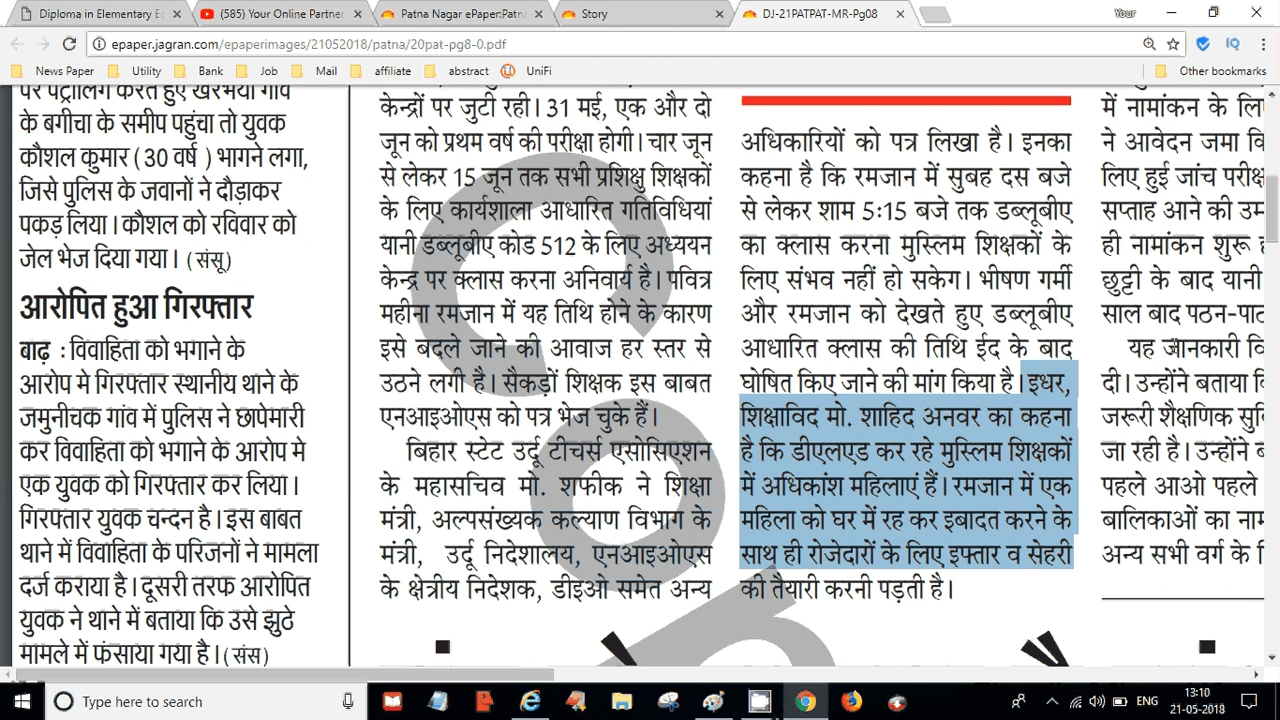 Diploma in Elementary Ed
(585) Your Online Partner
Patna Nagar ePaper:Patn
Story
DJ-21PATPAT-MR-Pg08
Your
epaper.jagran.com/epaperimages/21052018/patna/20pat-pg8-0.pdf
News Paper
Utility
Bank
Job
Mail
affiliate
abstract
UniFi
Other bookmarks
पर पेट्रोलिंग करते हुए खरभैया गांव
के बगीचा के समीप पहुंचा तो युवक
कौशल कुमार (30 वर्ष ) भागने लगा,
जिसे पुलिस के जवानों ने दौड़ाकर
पकड़ लिया। कौशल को रविवार को
जेल भेज दिया गया। (संसू)
आरोपित हुआ गिरफ्तार
बाढ़ : विवाहिता को भगाने के
आरोप मे गिरफ्तार स्थानीय थाने के
जमुनीचक गांव में पुलिस ने छापेमारी
कर विवाहिता को भगाने के आरोप मे
एक युवक को गिरफ्तार कर लिया।
गिरफ्तार युवक चन्दन है। इस बाबत
थाने में विवाहिता के परिजनों ने मामला
दर्ज कराया है। दूसरी तरफ आरोपित
युवक ने थाने में बताया कि उसे झुठे
मामले में फंसाया गया है। (संस)
केन्द्रों पर जुटी रही। 31 मई, एक और दो
जून को प्रथम वर्ष की परीक्षा होगी। चार जून
से लेकर 15 जून तक सभी प्रशिक्षु शिक्षकों
के लिए कार्यशाला आधारित गतिविधियां
यानी डब्लूबीए कोड 512 के लिए अध्ययन
केन्द्र पर क्लास करना अनिवार्य है। पवित्र
महीना रमजान में यह तिथि होने के कारण
इसे बदले जाने की आवाज हर स्तर से
उठने लगी है। सैकड़ों शिक्षक इस बाबत
एनआइओएस को पत्र भेज चुके हैं।
बिहार स्टेट उर्दू टीचर्स एसोसिएशन
के महासचिव मो. शफीक ने शिक्षा
मंत्री, अल्पसंख्यक कल्याण विभाग के
मंत्री, उर्दू निदेशालय, एनआइओएस
के क्षेत्रीय निदेशक, डीइओ समेत अन्य
अधिकारियों को पत्र लिखा है। इनका
कहना है कि रमजान में सुबह दस बजे
से लेकर शाम 5:15 बजे तक डब्लूबीए
का क्लास करना मुस्लिम शिक्षकों के
लिए संभव नहीं हो सकेगा। भीषण गर्मी
और रमजान को देखते हुए डब्लूबीए
आधारित क्लास की तिथि ईद के बाद
घोषित किए जाने की मांग किया है। इधर,
शिक्षाविद मो. शाहिद अनवर का कहना
है कि डीएलएड कर रहे मुस्लिम शिक्षकों
में अधिकांश महिलाएं हैं। रमजान में एक
महिला को घर में रह कर इबादत करने के
साथ ही रोजेदारों के लिए इफ्तार व सेहरी
की तैयारी करनी पड़ती है।
में नामांकन के लिए
ने आवेदन जमा
लिए हुई जांच
सप्ताह आने की
ही नामांकन शुरू
छुट्टी के बाद यानी
साल बाद
यह जानकारी
दी। उन्होंने बताया
जरूरी शैक्षणिक
जा रही है। उन्होंने
पहले आओ पहले
बालिकाओं का
अन्य सभी वर्ग के
Type here to search
ENG
13:10
21-05-2018